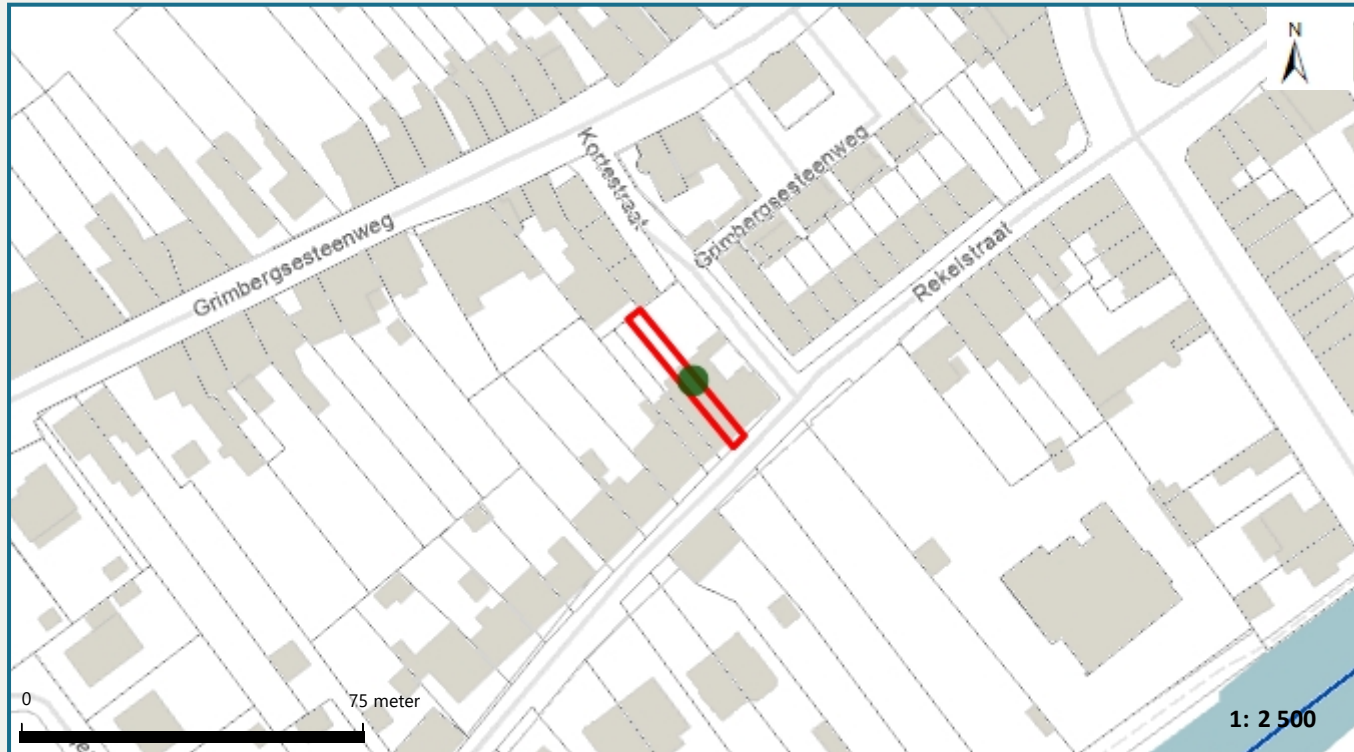 N
Kortestraat
Grimbergsesteenweg
Grimbergsesteenweg
Rekelstraat
0
75 meter
1: 2 500